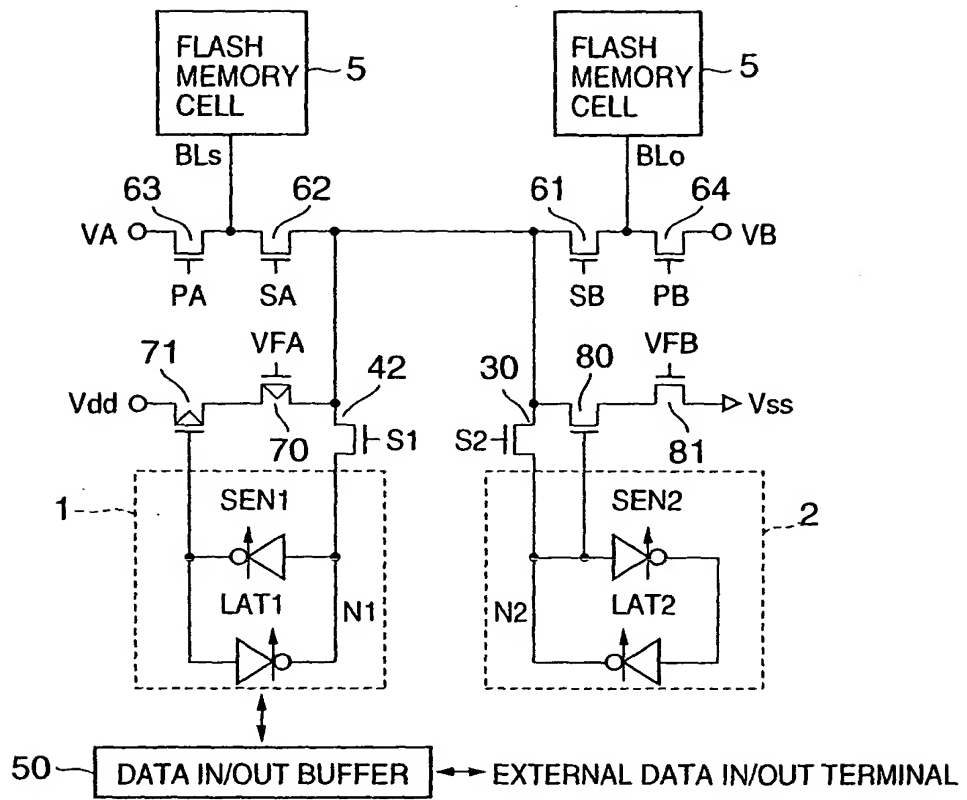 FLASH
MEMORY
CELL
5
FLASH
MEMORY
CELL
5
BLs
BLo
63
62
61
64
VA
VB
PA
SA
SB
PB
71
VFA
42
30
80
VFB
Vdd
70
S1
S2
81
Vss
1
SEN1
SEN2
2
LAT1
N1
N2
LAT2
50
DATA IN/OUT BUFFER
EXTERNAL DATA IN/OUT TERMINAL